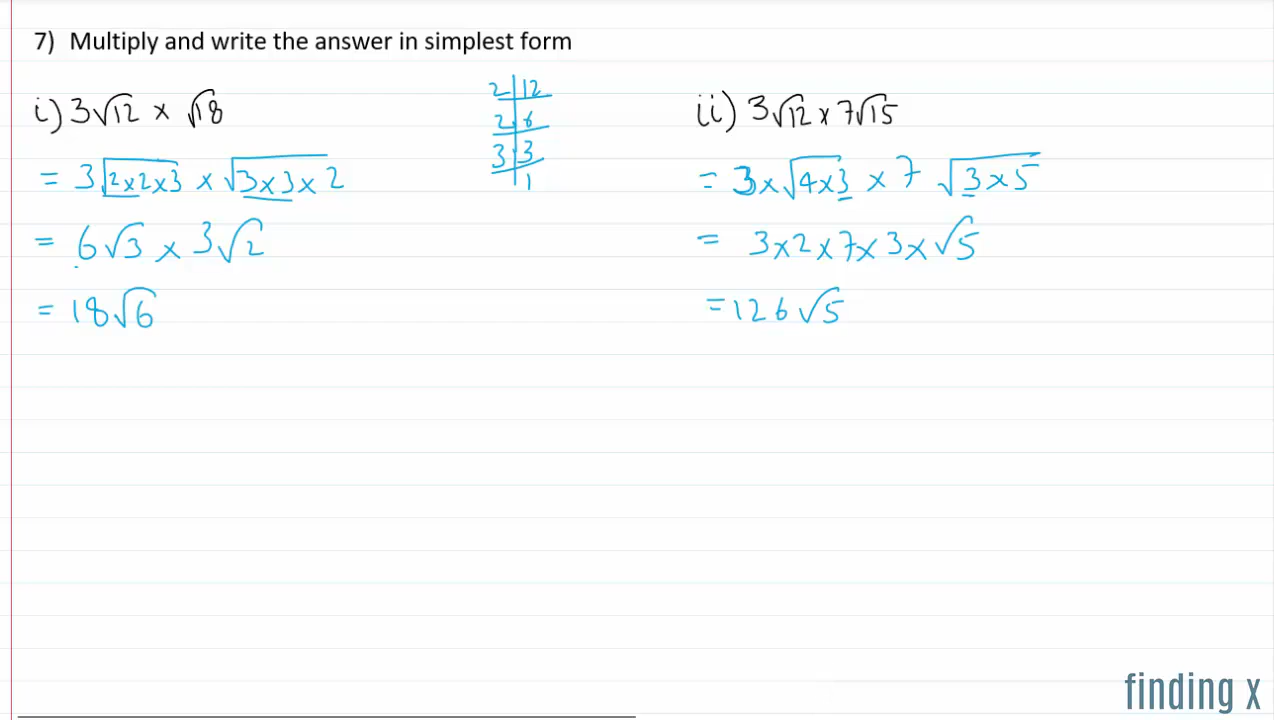 7) Multiply and write the answer in simplest form
i) 3√12 × √18
= 3√2×2×3 × √3×3×2
= 6√3 × 3√2
= 18√6
2 | 12
2 | 6
3 | 3
1
ii) 3√12 × 7√15
= 3 × √4×3 × 7 √3×5
= 3×2×7×3×√5
= 126√5
finding x